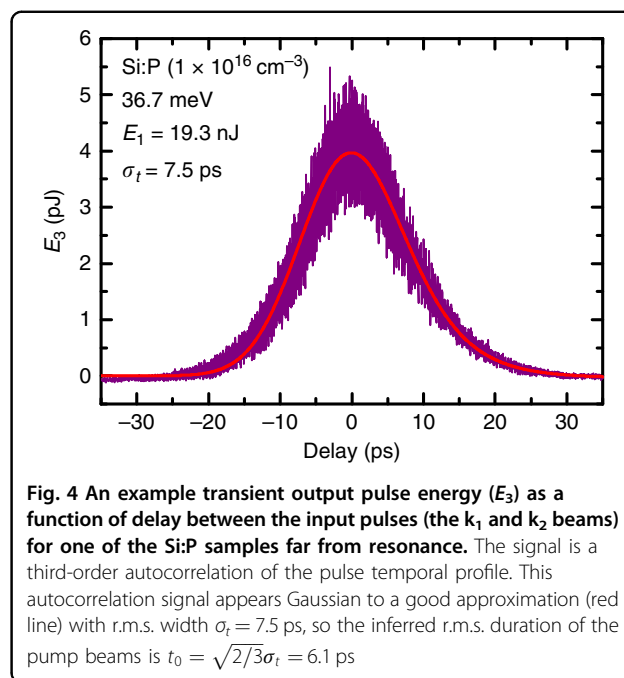 6
5
4
3
2
1
0
E₃ (pJ)
Si:P (1 × 10¹⁶ cm⁻³)
36.7 meV
E₁ = 19.3 nJ
σₜ = 7.5 ps
−30 −20 −10 0 10 20 30
Delay (ps)
Fig. 4 An example transient output pulse energy (E₃) as a
function of delay between the input pulses (the k₁ and k₂ beams)
for one of the Si:P samples far from resonance. The signal is a
third-order autocorrelation of the pulse temporal profile. This
autocorrelation signal appears Gaussian to a good approximation (red
line) with r.m.s. width σₜ = 7.5 ps, so the inferred r.m.s. duration of the
pump beams is t₀ = √2/3σₜ = 6.1 ps